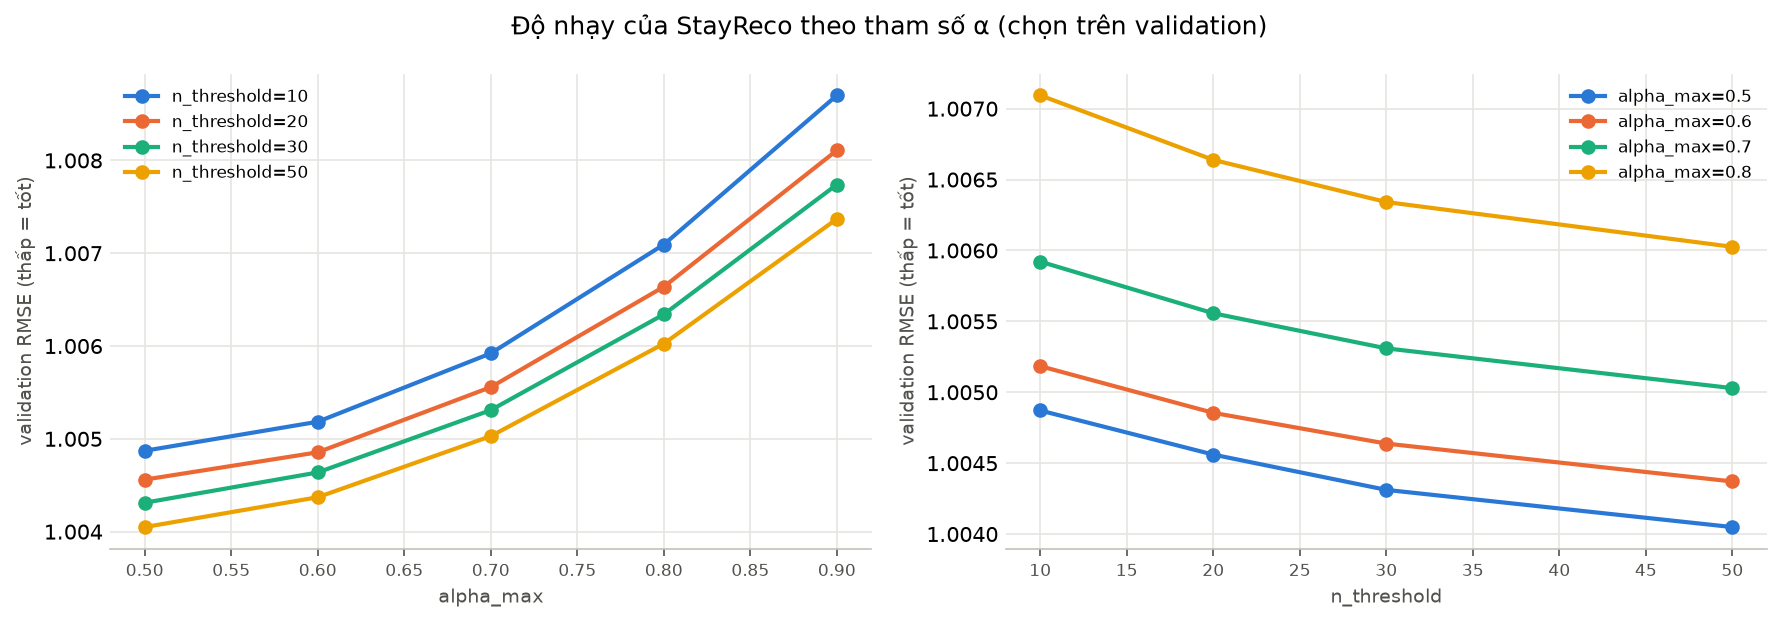 Độ nhạy của StayReco theo tham số α (chọn trên validation)
n_threshold=10
n_threshold=20
n_threshold=30
n_threshold=50
validation RMSE (thấp = tốt)
1.008
1.007
1.006
1.005
1.004
0.50 0.55 0.60 0.65 0.70 0.75 0.80 0.85 0.90
alpha_max
alpha_max=0.5
alpha_max=0.6
alpha_max=0.7
alpha_max=0.8
validation RMSE (thấp = tốt)
1.0070
1.0065
1.0060
1.0055
1.0050
1.0045
1.0040
10 15 20 25 30 35 40 45 50
n_threshold